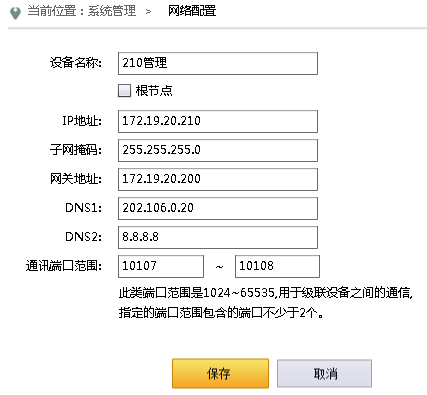 当前位置：系统管理 > 网络配置
设备名称: 210管理
根节点
IP地址: 172.19.20.210
子网掩码: 255.255.255.0
网关地址: 172.19.20.200
DNS1: 202.106.0.20
DNS2: 8.8.8.8
通讯端口范围: 10107 ~ 10108
此类端口范围是1024~65535,用于级联设备之间的通信,
指定的端口范围包含的端口不少于2个。
保存 取消